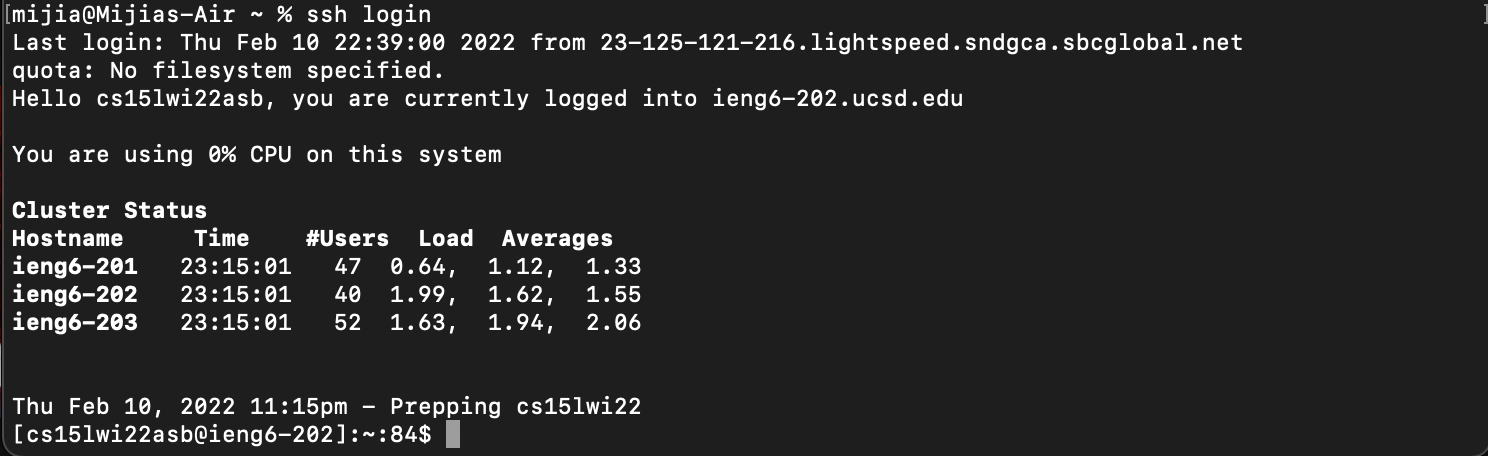 [mijia@Mijias-Air ~ % ssh login ]
Last login: Thu Feb 10 22:39:00 2022 from 23-125-121-216.lightspeed.sndgca.sbcglobal.net
quota: No filesystem specified.
Hello cs15lwi22asb, you are currently logged into ieng6-202.ucsd.edu
You are using 0% CPU on this system
Cluster Status
Hostname     Time    #Users  Load  Averages
ieng6-201   23:15:01   47  0.64,  1.12,  1.33
ieng6-202   23:15:01   40  1.99,  1.62,  1.55
ieng6-203   23:15:01   52  1.63,  1.94,  2.06
Thu Feb 10, 2022 11:15pm - Prepping cs15lwi22
[cs15lwi22asb@ieng6-202]:~:84$